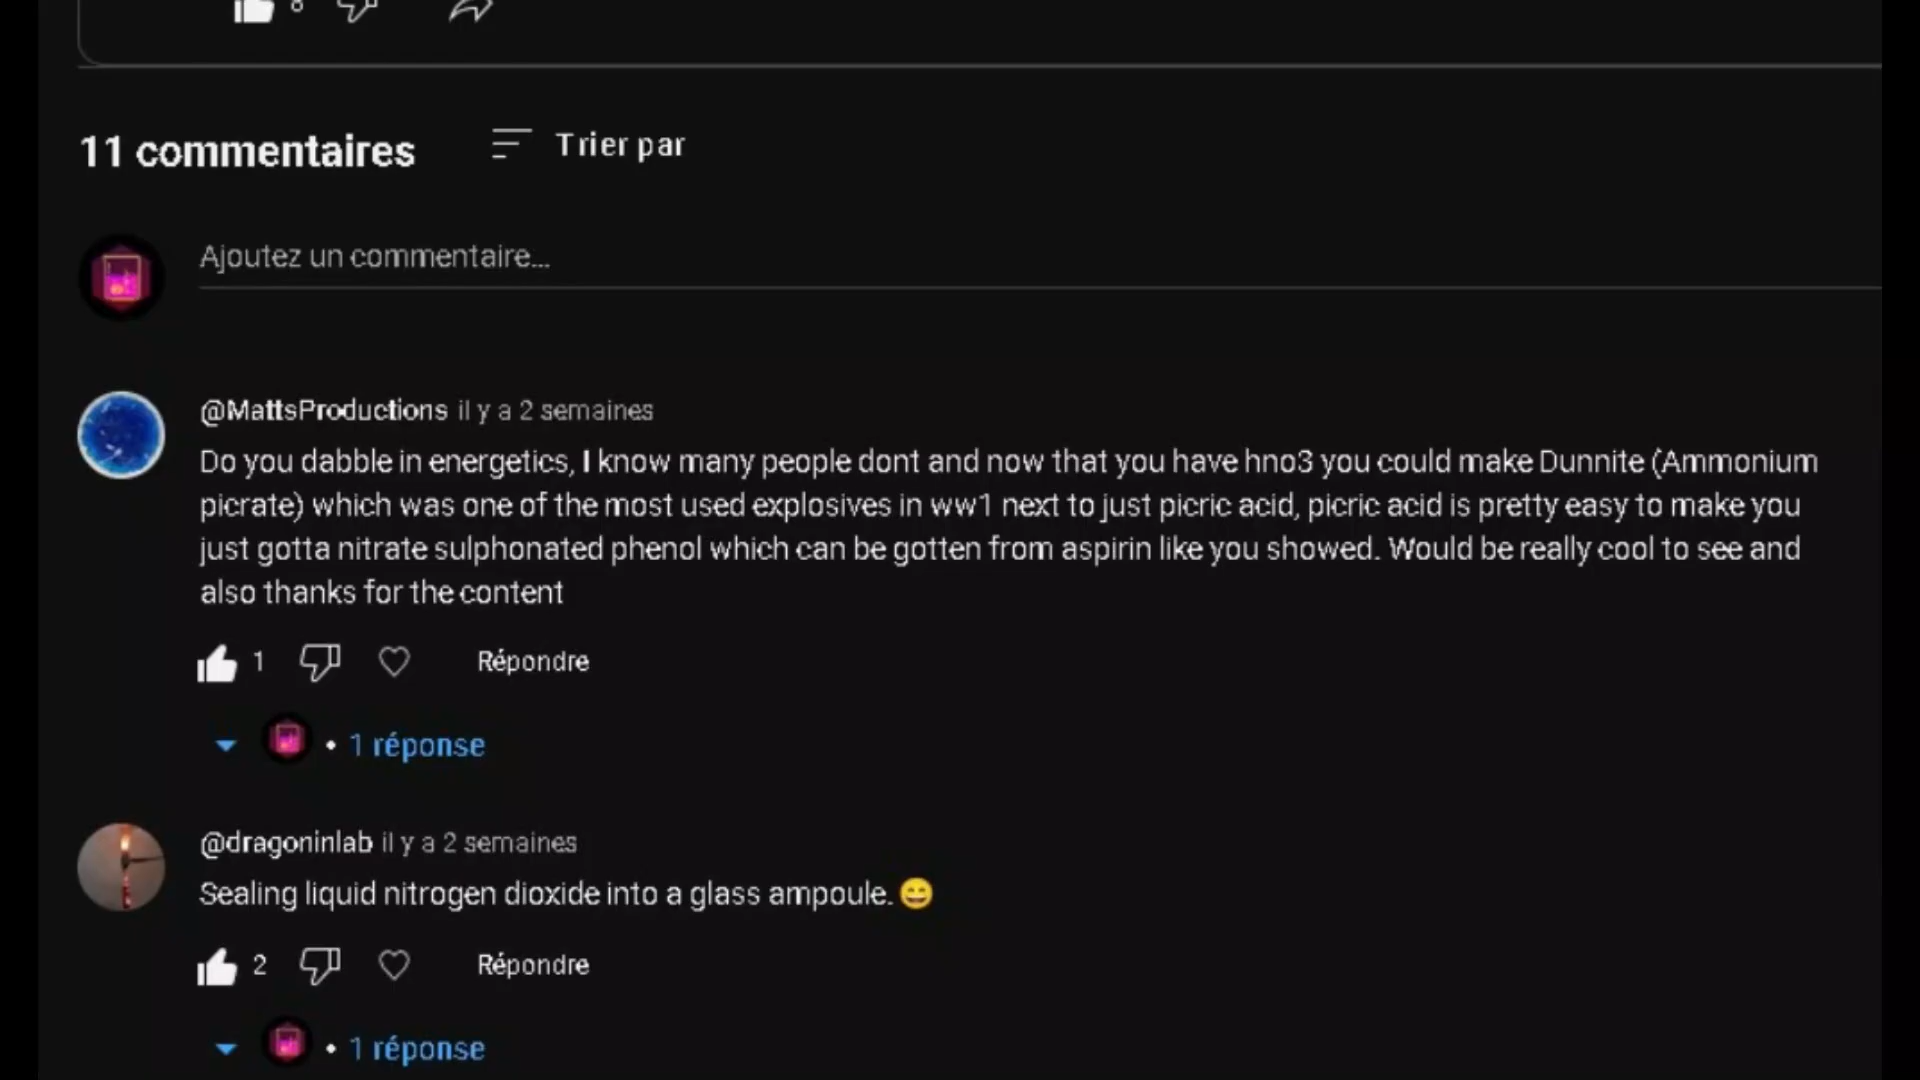 8
11 commentaires
Trier par
Ajoutez un commentaire...
@MattsProductions il y a 2 semaines
Do you dabble in energetics, I know many people dont and now that you have hno3 you could make Dunnite (Ammonium
picrate) which was one of the most used explosives in ww1 next to just picric acid, picric acid is pretty easy to make you
just gotta nitrate sulphonated phenol which can be gotten from aspirin like you showed. Would be really cool to see and
also thanks for the content
1 Répondre
• 1 réponse
@dragoninlab il y a 2 semaines
Sealing liquid nitrogen dioxide into a glass ampoule.😄
2 Répondre
• 1 réponse